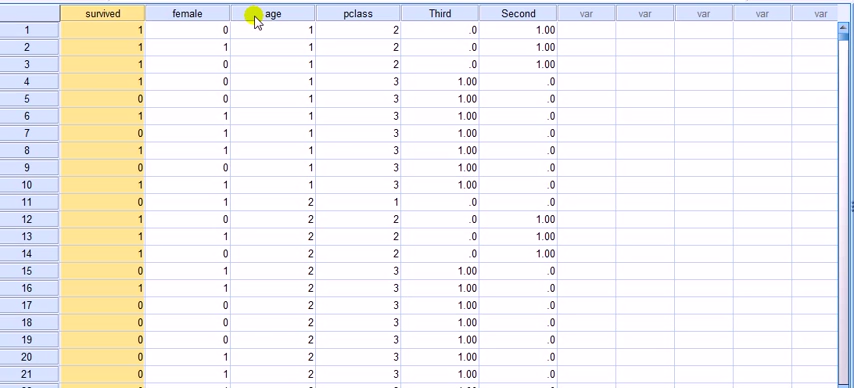 survived female age pclass Third Second var var var var var
1 1 0 1 2 .0 1.00
2 1 1 1 2 .0 1.00
3 1 0 1 2 .0 1.00
4 1 0 1 3 1.00 .0
5 0 0 1 3 1.00 .0
6 1 1 1 3 1.00 .0
7 0 1 1 3 1.00 .0
8 1 1 1 3 1.00 .0
9 0 0 1 3 1.00 .0
10 1 1 1 3 1.00 .0
11 0 1 2 1 .0 .0
12 1 0 2 2 .0 1.00
13 1 1 2 2 .0 1.00
14 1 0 2 2 .0 1.00
15 0 1 2 3 1.00 .0
16 1 1 2 3 1.00 .0
17 0 0 2 3 1.00 .0
18 0 0 2 3 1.00 .0
19 0 0 2 3 1.00 .0
20 0 1 2 3 1.00 .0
21 0 1 2 3 1.00 .0